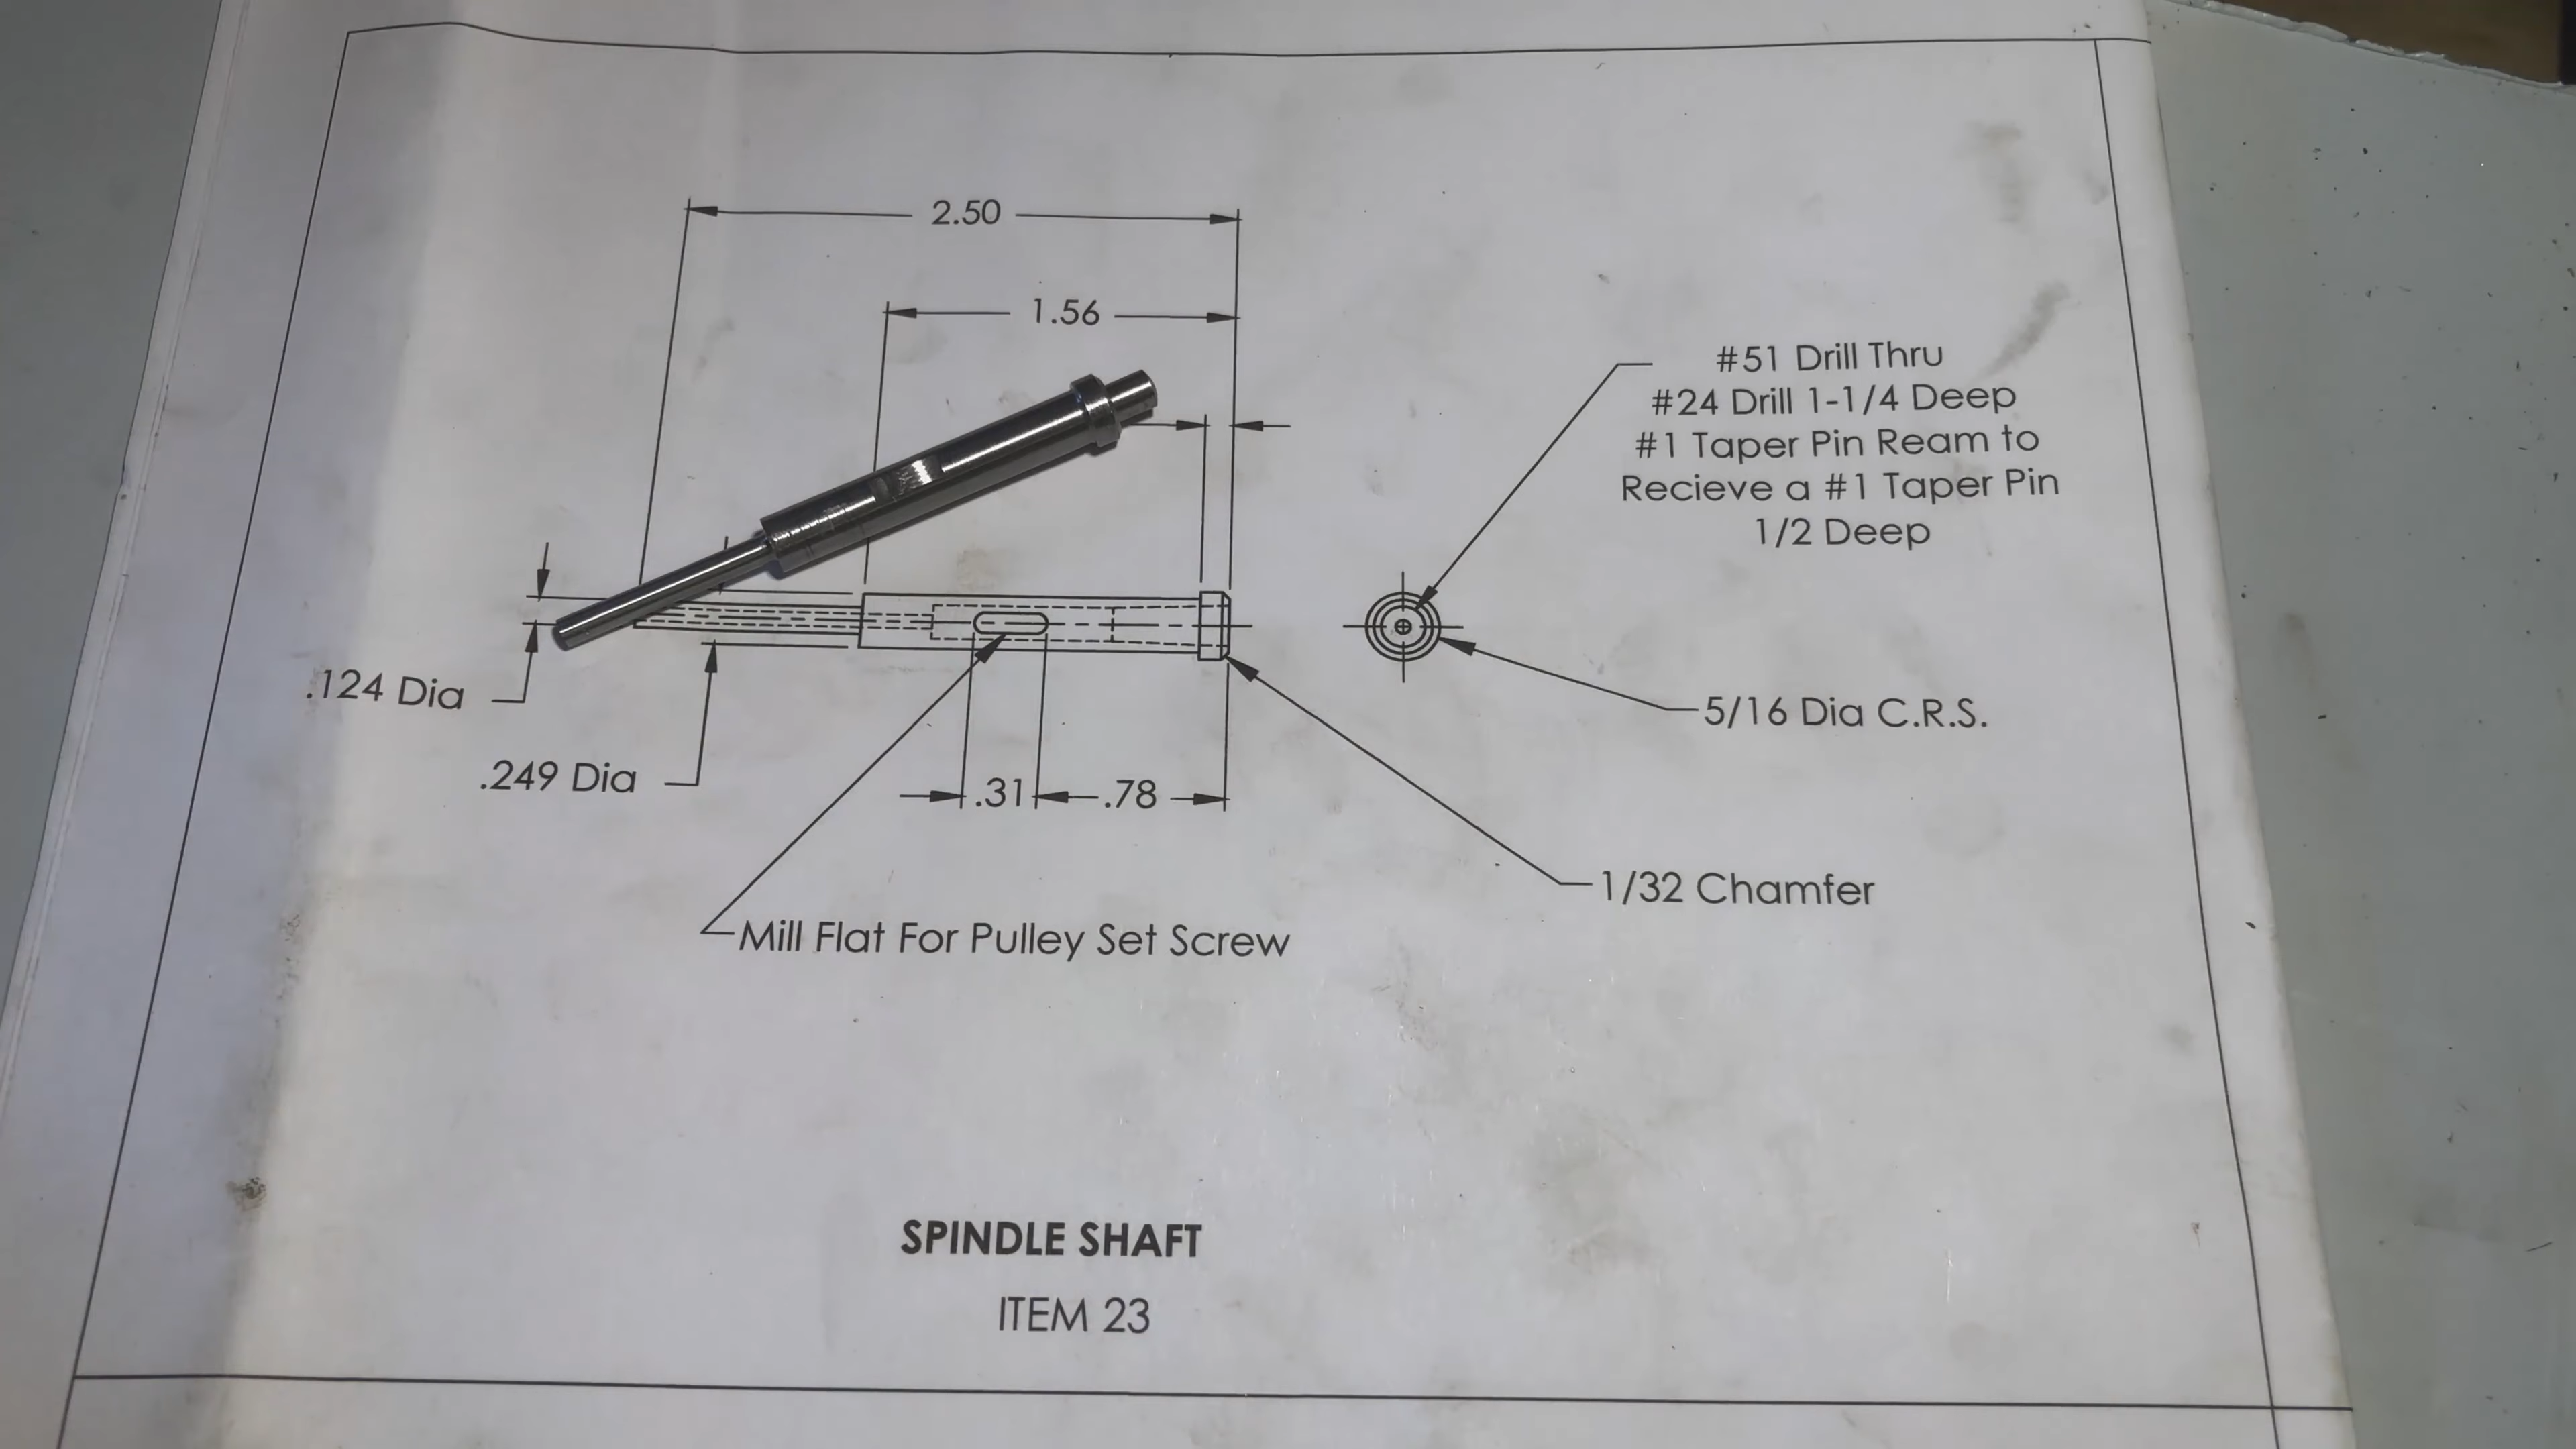 2.50
1.56
#51 Drill Thru
#24 Drill 1-1/4 Deep
#1 Taper Pin Ream to
Recieve a #1 Taper Pin
1/2 Deep
.124 Dia
5/16 Dia C.R.S.
.249 Dia
.31
.78
1/32 Chamfer
Mill Flat For Pulley Set Screw
SPINDLE SHAFT
ITEM 23